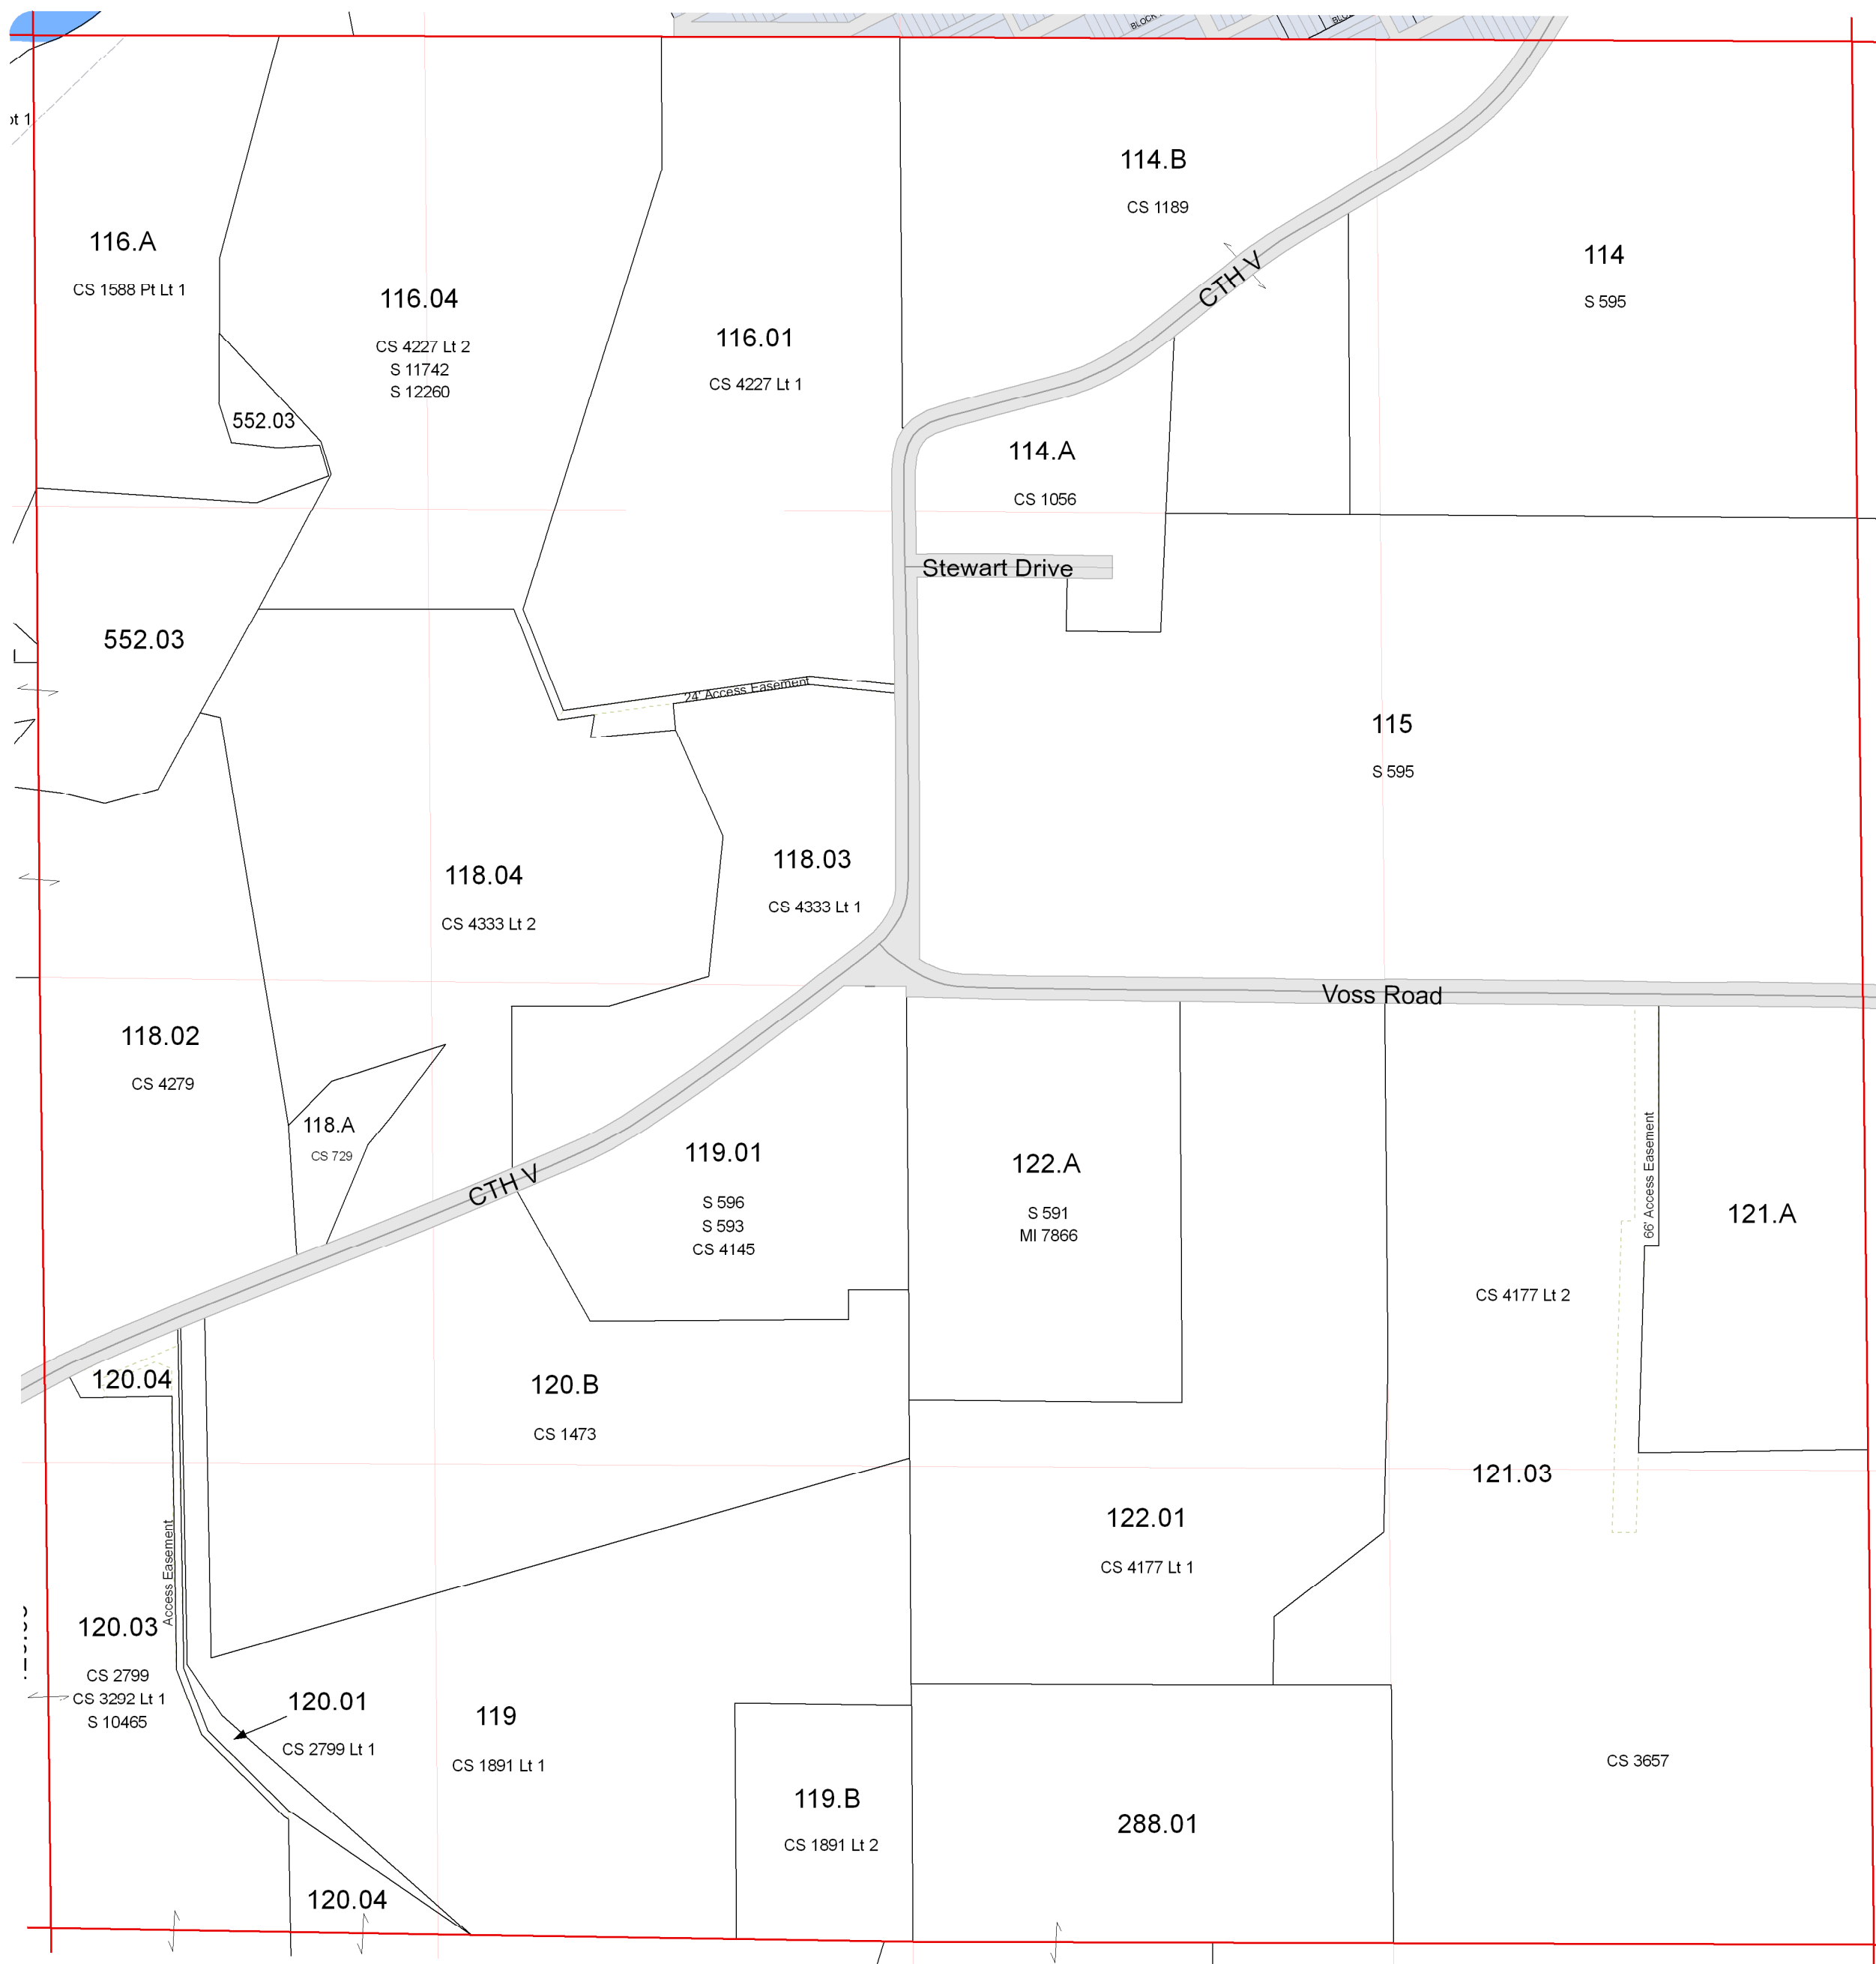 BLOCK
ot 1
114.B
CS 1189
116.A
CS 1588 Pt Lt 1
114
S 595
CTH V
116.04
CS 4227 Lt 2
S 11742
S 12260
116.01
CS 4227 Lt 1
552.03
114.A
CS 1056
Stewart Drive
552.03
24' Access Easement
115
S 595
118.04
CS 4333 Lt 2
118.03
CS 4333 Lt 1
Voss Road
118.02
CS 4279
118.A
CS 729
CTH V
119.01
S 596
S 593
CS 4145
122.A
S 591
MI 7866
66' Access Easement
121.A
CS 4177 Lt 2
120.04
120.B
CS 1473
121.03
122.01
CS 4177 Lt 1
Access Easement
120.03
CS 2799
CS 3292 Lt 1
S 10465
120.01
CS 2799 Lt 1
119
CS 1891 Lt 1
CS 3657
119.B
CS 1891 Lt 2
288.01
120.04